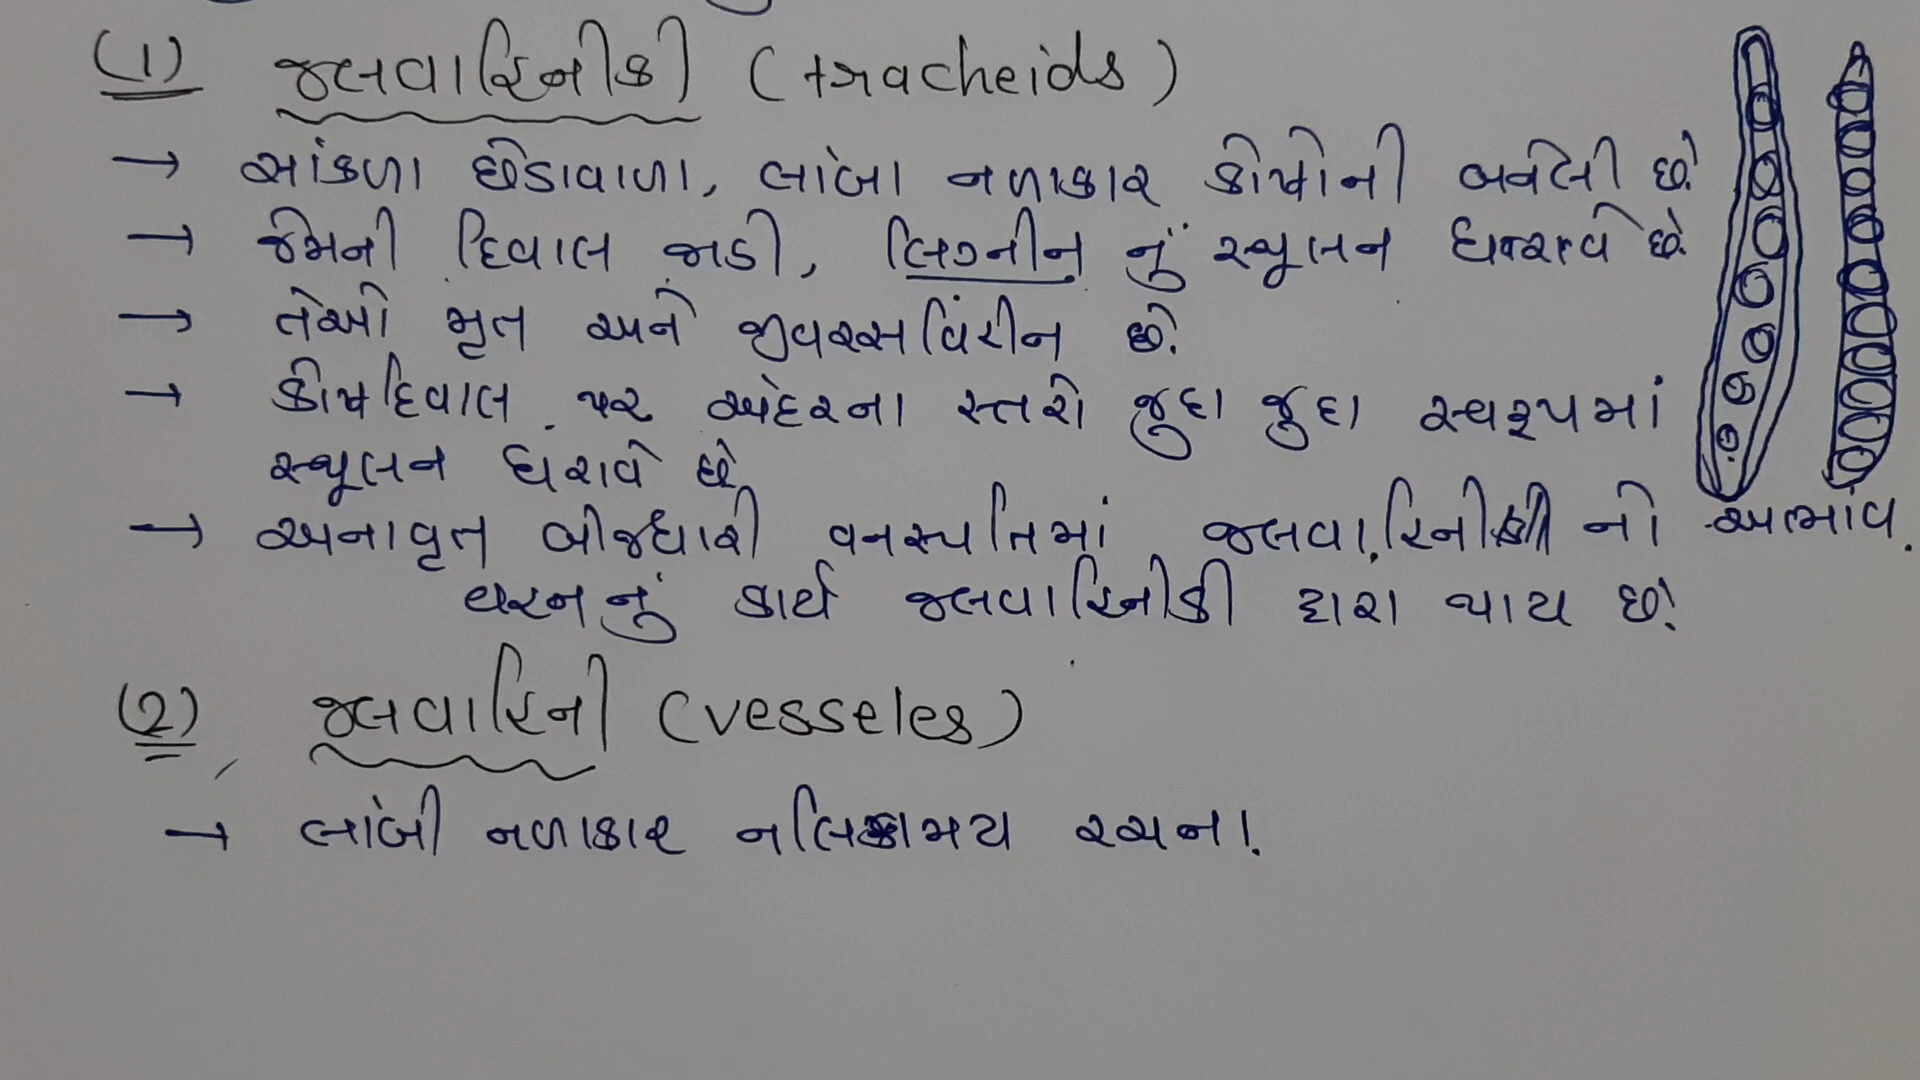 (1) જલવાહિનીકી (tracheids)
→ સાંકળા છેડાવાળા, લાંબા નળાકાર કોષોની બનેલી છે.
→ જેમની દિવાલ જાડી, લિગ્નીન નું સ્થૂલન ધરાવે છે.
→ તેઓ મૃત અને જીવરસવિહીન છે.
→ કોષદિવાલ પર અંદરના સ્તરો જુદા જુદા સ્વરૂપમાં
સ્થૂલન ધરાવે છે
→ અનાવૃત બીજધારી વનસ્પતિમાં જલવાહિની નો અભાવ.
વહનનું કાર્ય જલવાહિનીકી દ્વારા થાય છે.
(2) જલવાહિની (vesseles)
→ લાંબી નળાકાર નલિકામય રચના.